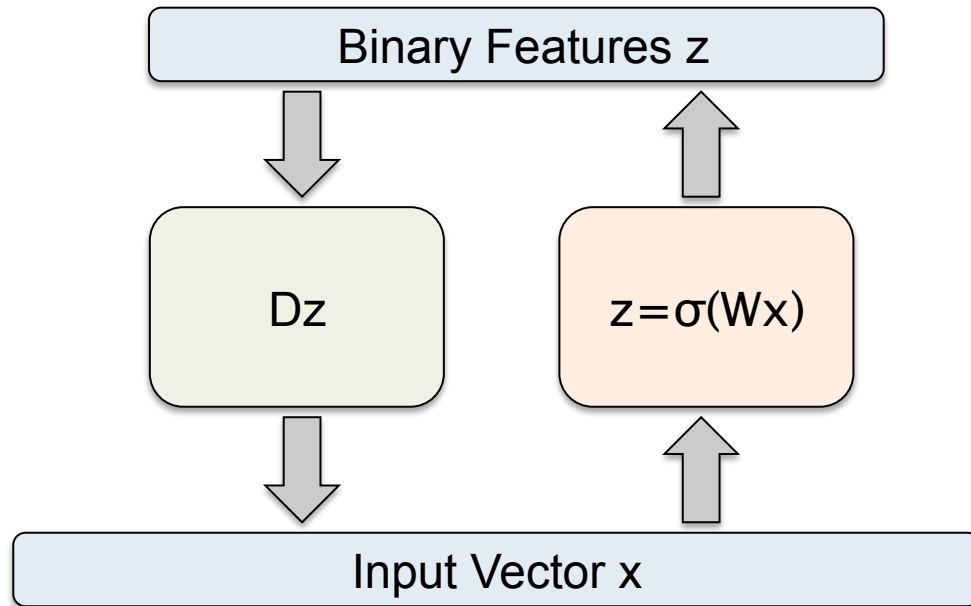 Binary Features z
Dz
z=σ(Wx)
Input Vector x